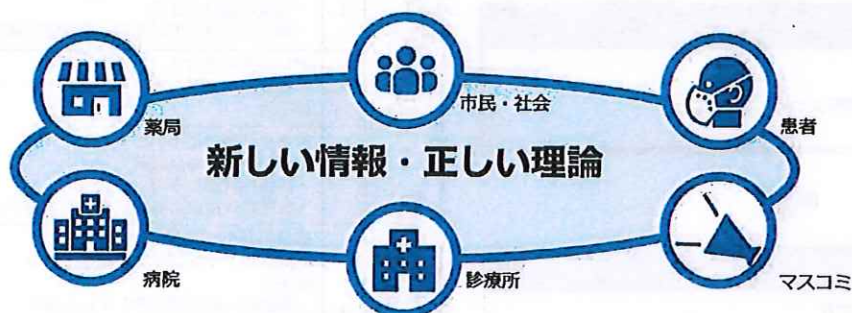 薬局
市民・社会
患者
新しい情報・正しい理論
病院
診療所
マスコミ